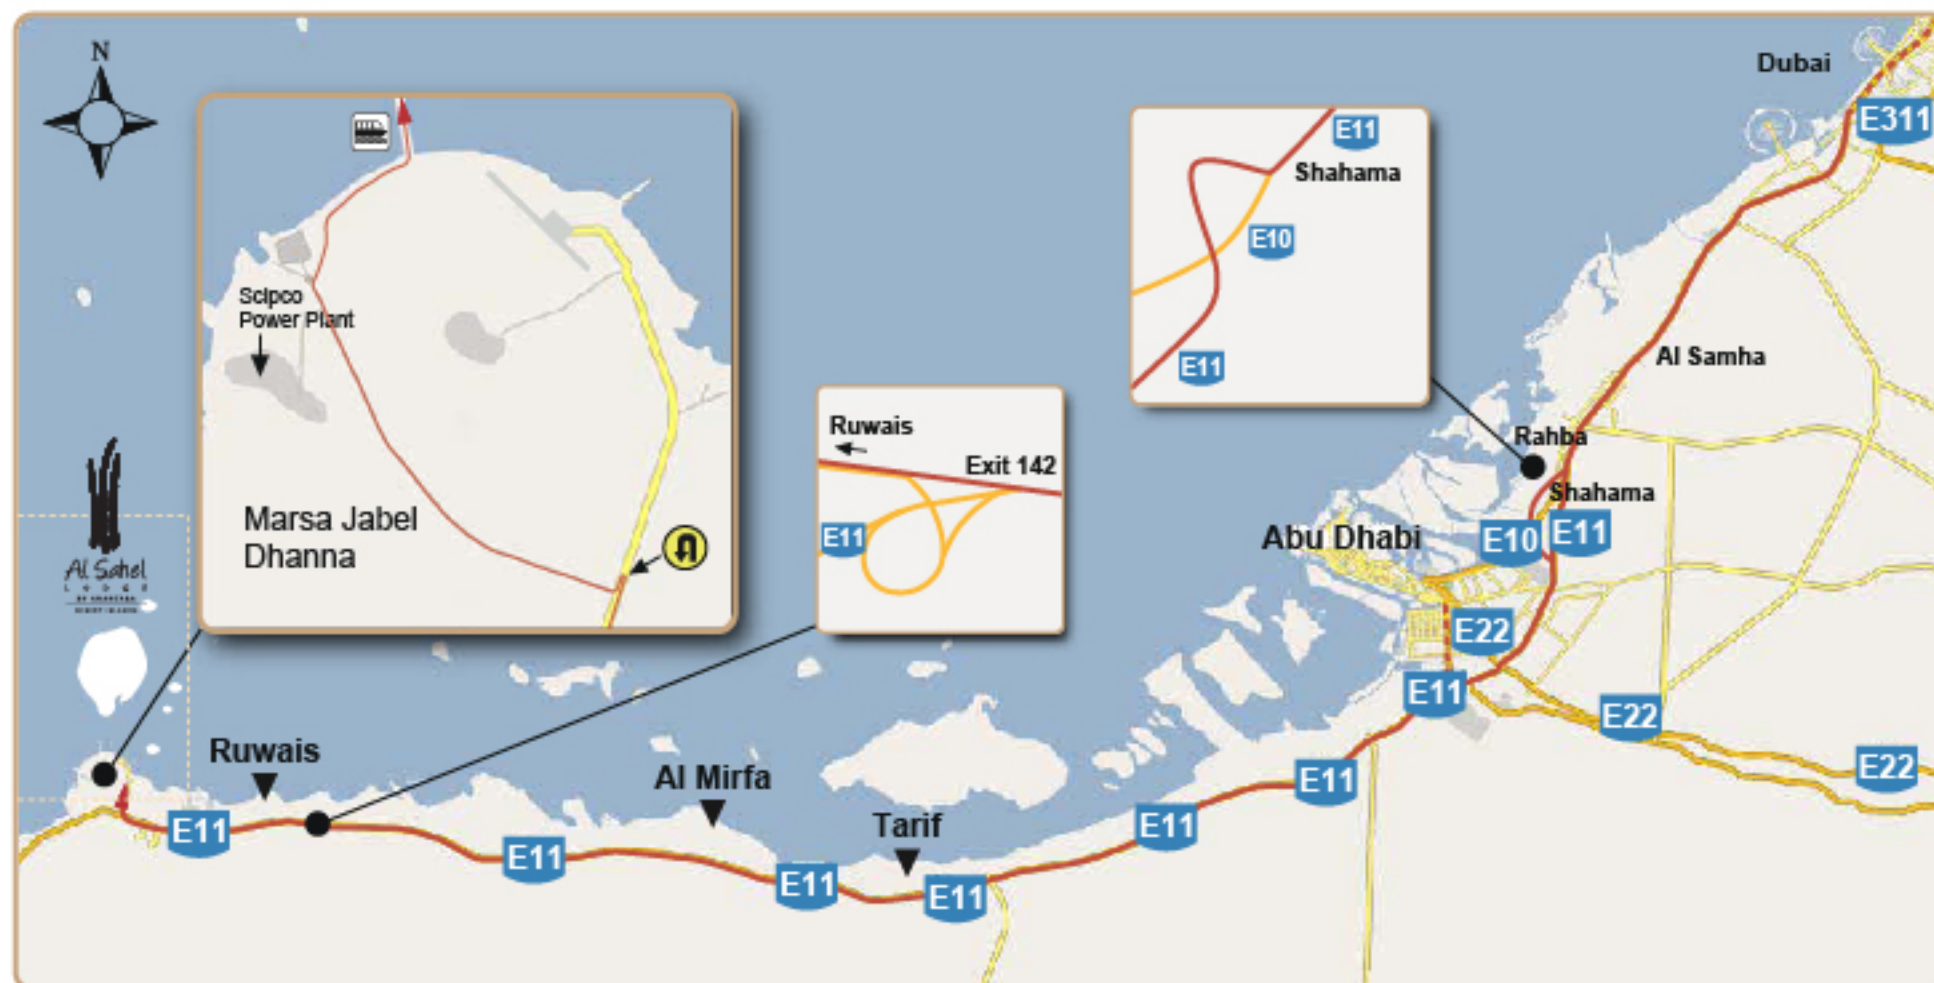 N
Dubai
E311
E11
Shahama
E10
E11
Scipco
Power Plant
Al Samha
Ruwais
Exit 142
E11
Rahba
Shahama
Marsa Jabel
Dhanna
Abu Dhabi
E10
E11
Al Sahel
LODGE
E22
E11
E22
Ruwais
Al Mirfa
E11
E22
Tarif
E11
E11
E11
E11
E11